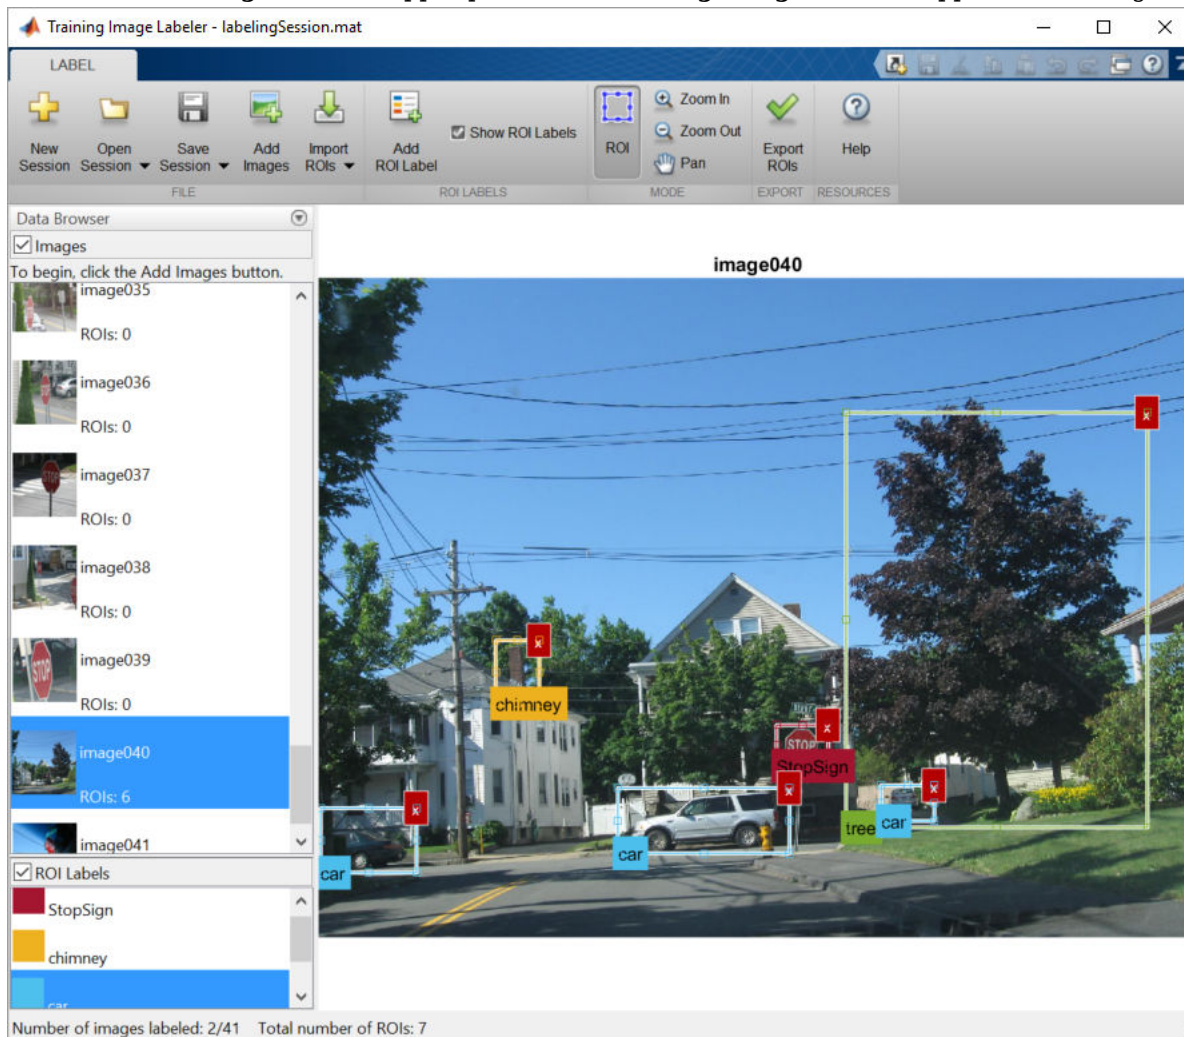 Training Image Labeler - labelingSession.mat
LABEL
New Session
Open Session
Save Session
Add Images
Import ROIs
Add ROI Label
Show ROI Labels
ROI
Zoom In
Zoom Out
Pan
Export ROIs
Help
FILE
ROI LABELS
MODE
EXPORT
RESOURCES
Data Browser
Images
To begin, click the Add Images button.
image035
ROIs: 0
image036
ROIs: 0
image037
ROIs: 0
image038
ROIs: 0
image039
ROIs: 0
image040
ROIs: 6
image041
ROI Labels
StopSign
chimney
car
Number of images labeled: 2/41 Total number of ROIs: 7
image040
chimney
STOP
StopSign
tree
car
car
car
STOP
STOP